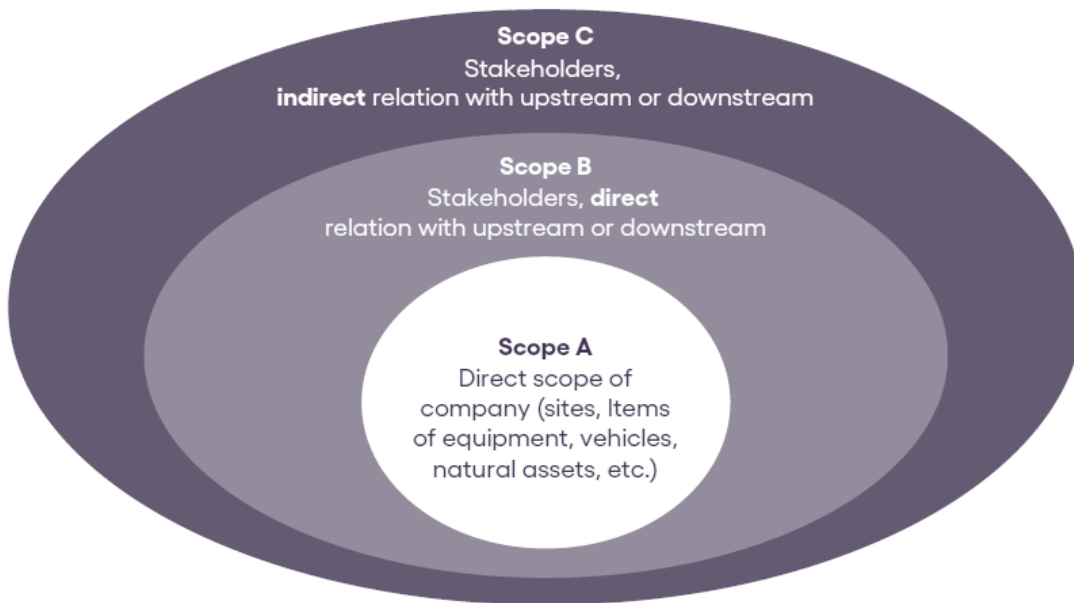 Scope C
Stakeholders,
indirect relation with upstream or downstream
Scope B
Stakeholders, direct
relation with upstream or downstream
Scope A
Direct scope of
company (sites, Items
of equipment, vehicles,
natural assets, etc.)